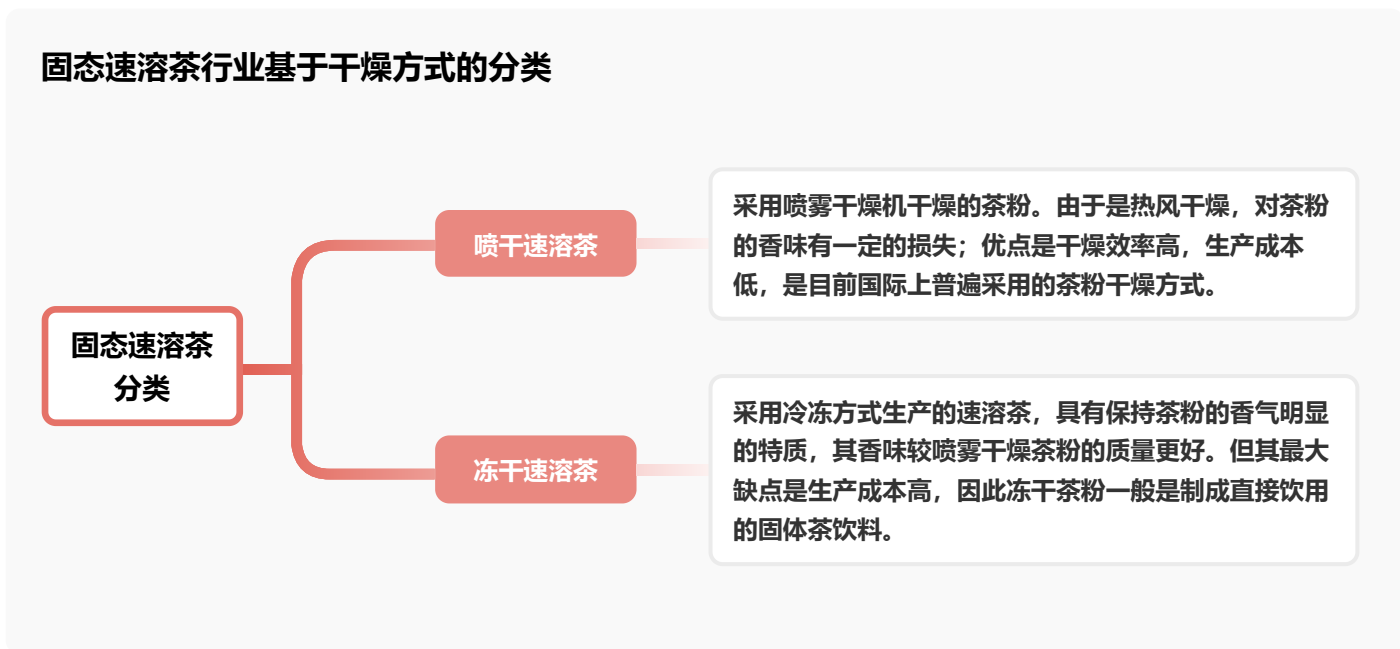 固态速溶茶行业基于干燥方式的分类
固态速溶茶
分类
喷干速溶茶
采用喷雾干燥机干燥的茶粉。由于是热风干燥，对茶粉
的香味有一定的损失；优点是干燥效率高，生产成本
低，是目前国际上普遍采用的茶粉干燥方式。
冻干速溶茶
采用冷冻方式生产的速溶茶，具有保持茶粉的香气明显
的特质，其香味较喷雾干燥茶粉的质量更好。但其最大
缺点是生产成本高，因此冻干茶粉一般是制成直接饮用
的固体茶饮料。